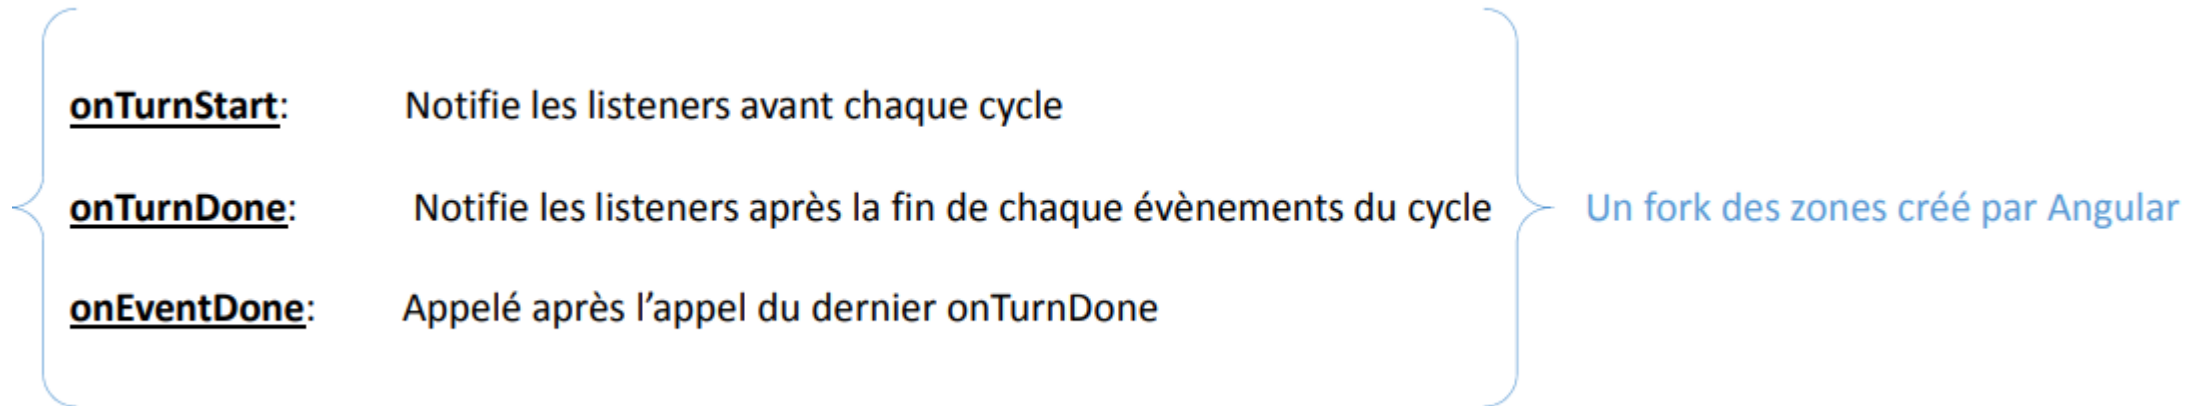 onTurnStart: Notifie les listeners avant chaque cycle
onTurnDone: Notifie les listeners après la fin de chaque évènements du cycle
Un fork des zones créé par Angular
onEventDone: Appelé après l’appel du dernier onTurnDone